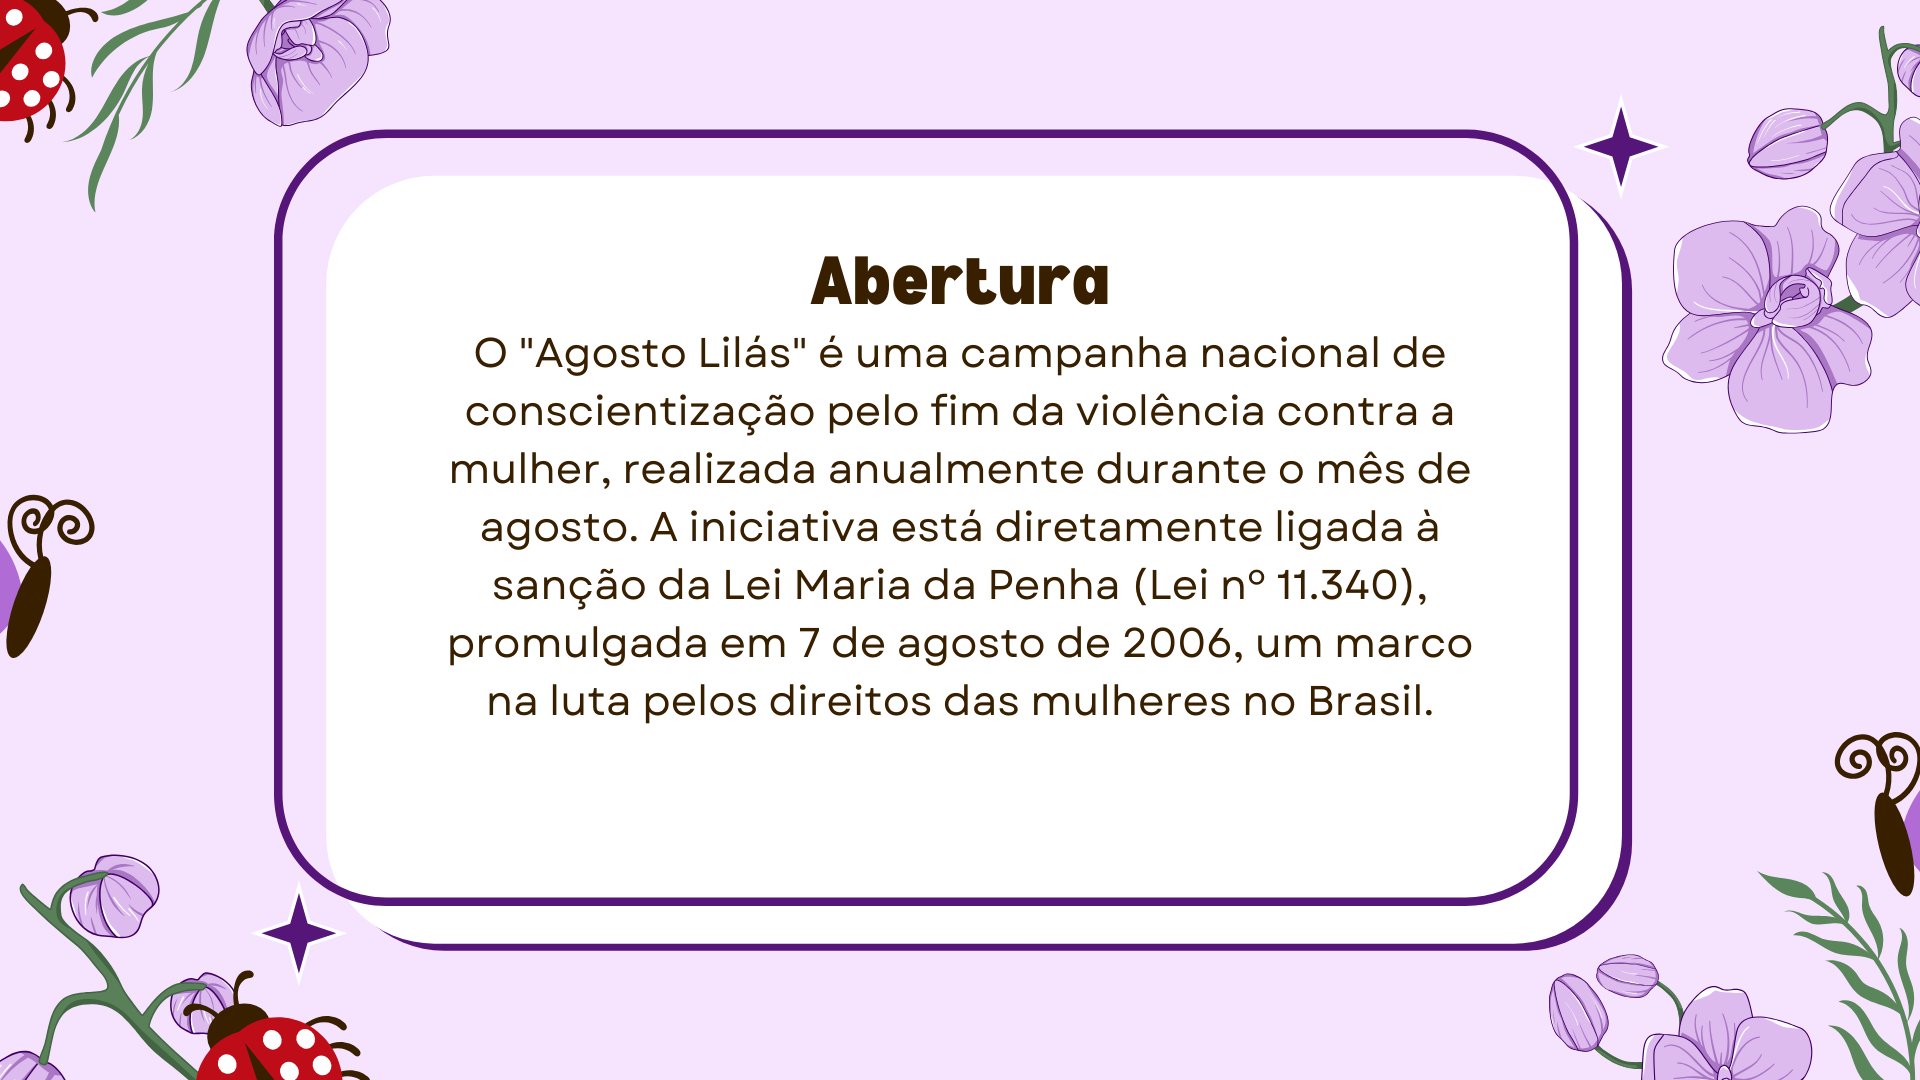 Abertura
O "Agosto Lilás" é uma campanha nacional de
conscientização pelo fim da violência contra a
mulher, realizada anualmente durante o mês de
agosto. A iniciativa está diretamente ligada à
sanção da Lei Maria da Penha (Lei nº 11.340),
promulgada em 7 de agosto de 2006, um marco
na luta pelos direitos das mulheres no Brasil.